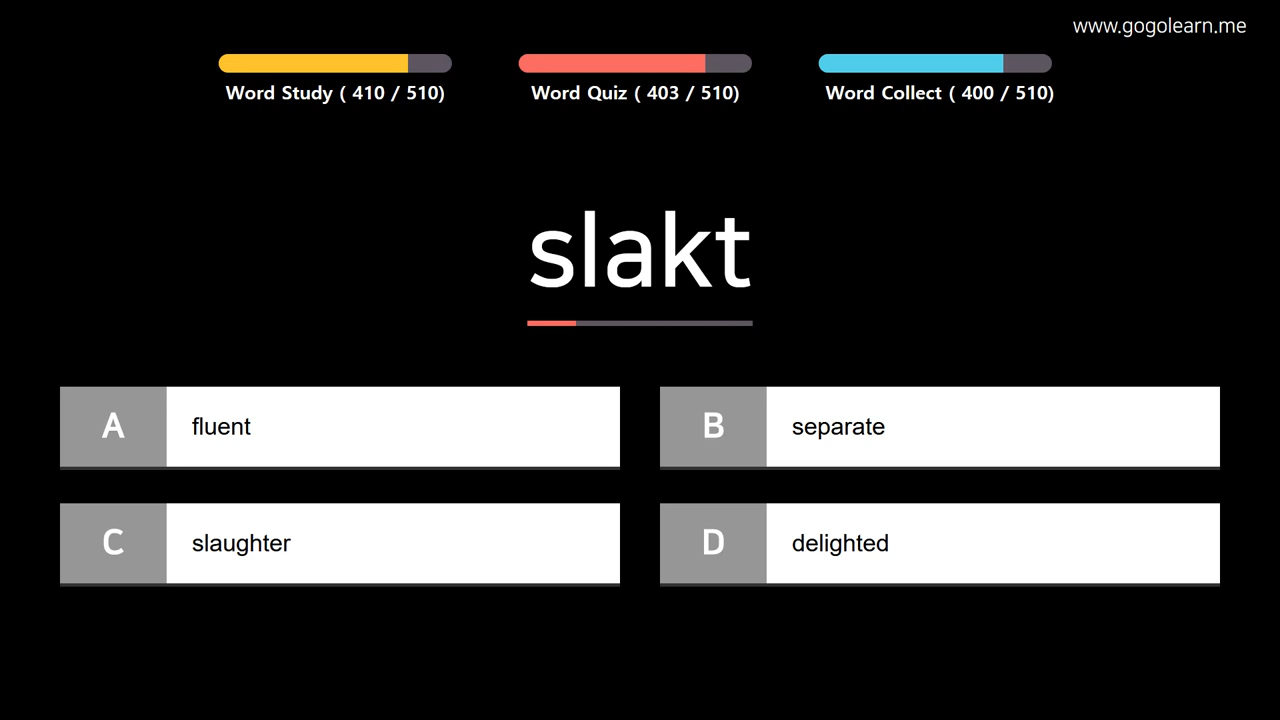 www.gogolearn.me
Word Study ( 410 / 510)
Word Quiz ( 403 / 510)
Word Collect ( 400 / 510)
slakt
A fluent
B separate
C slaughter
D delighted